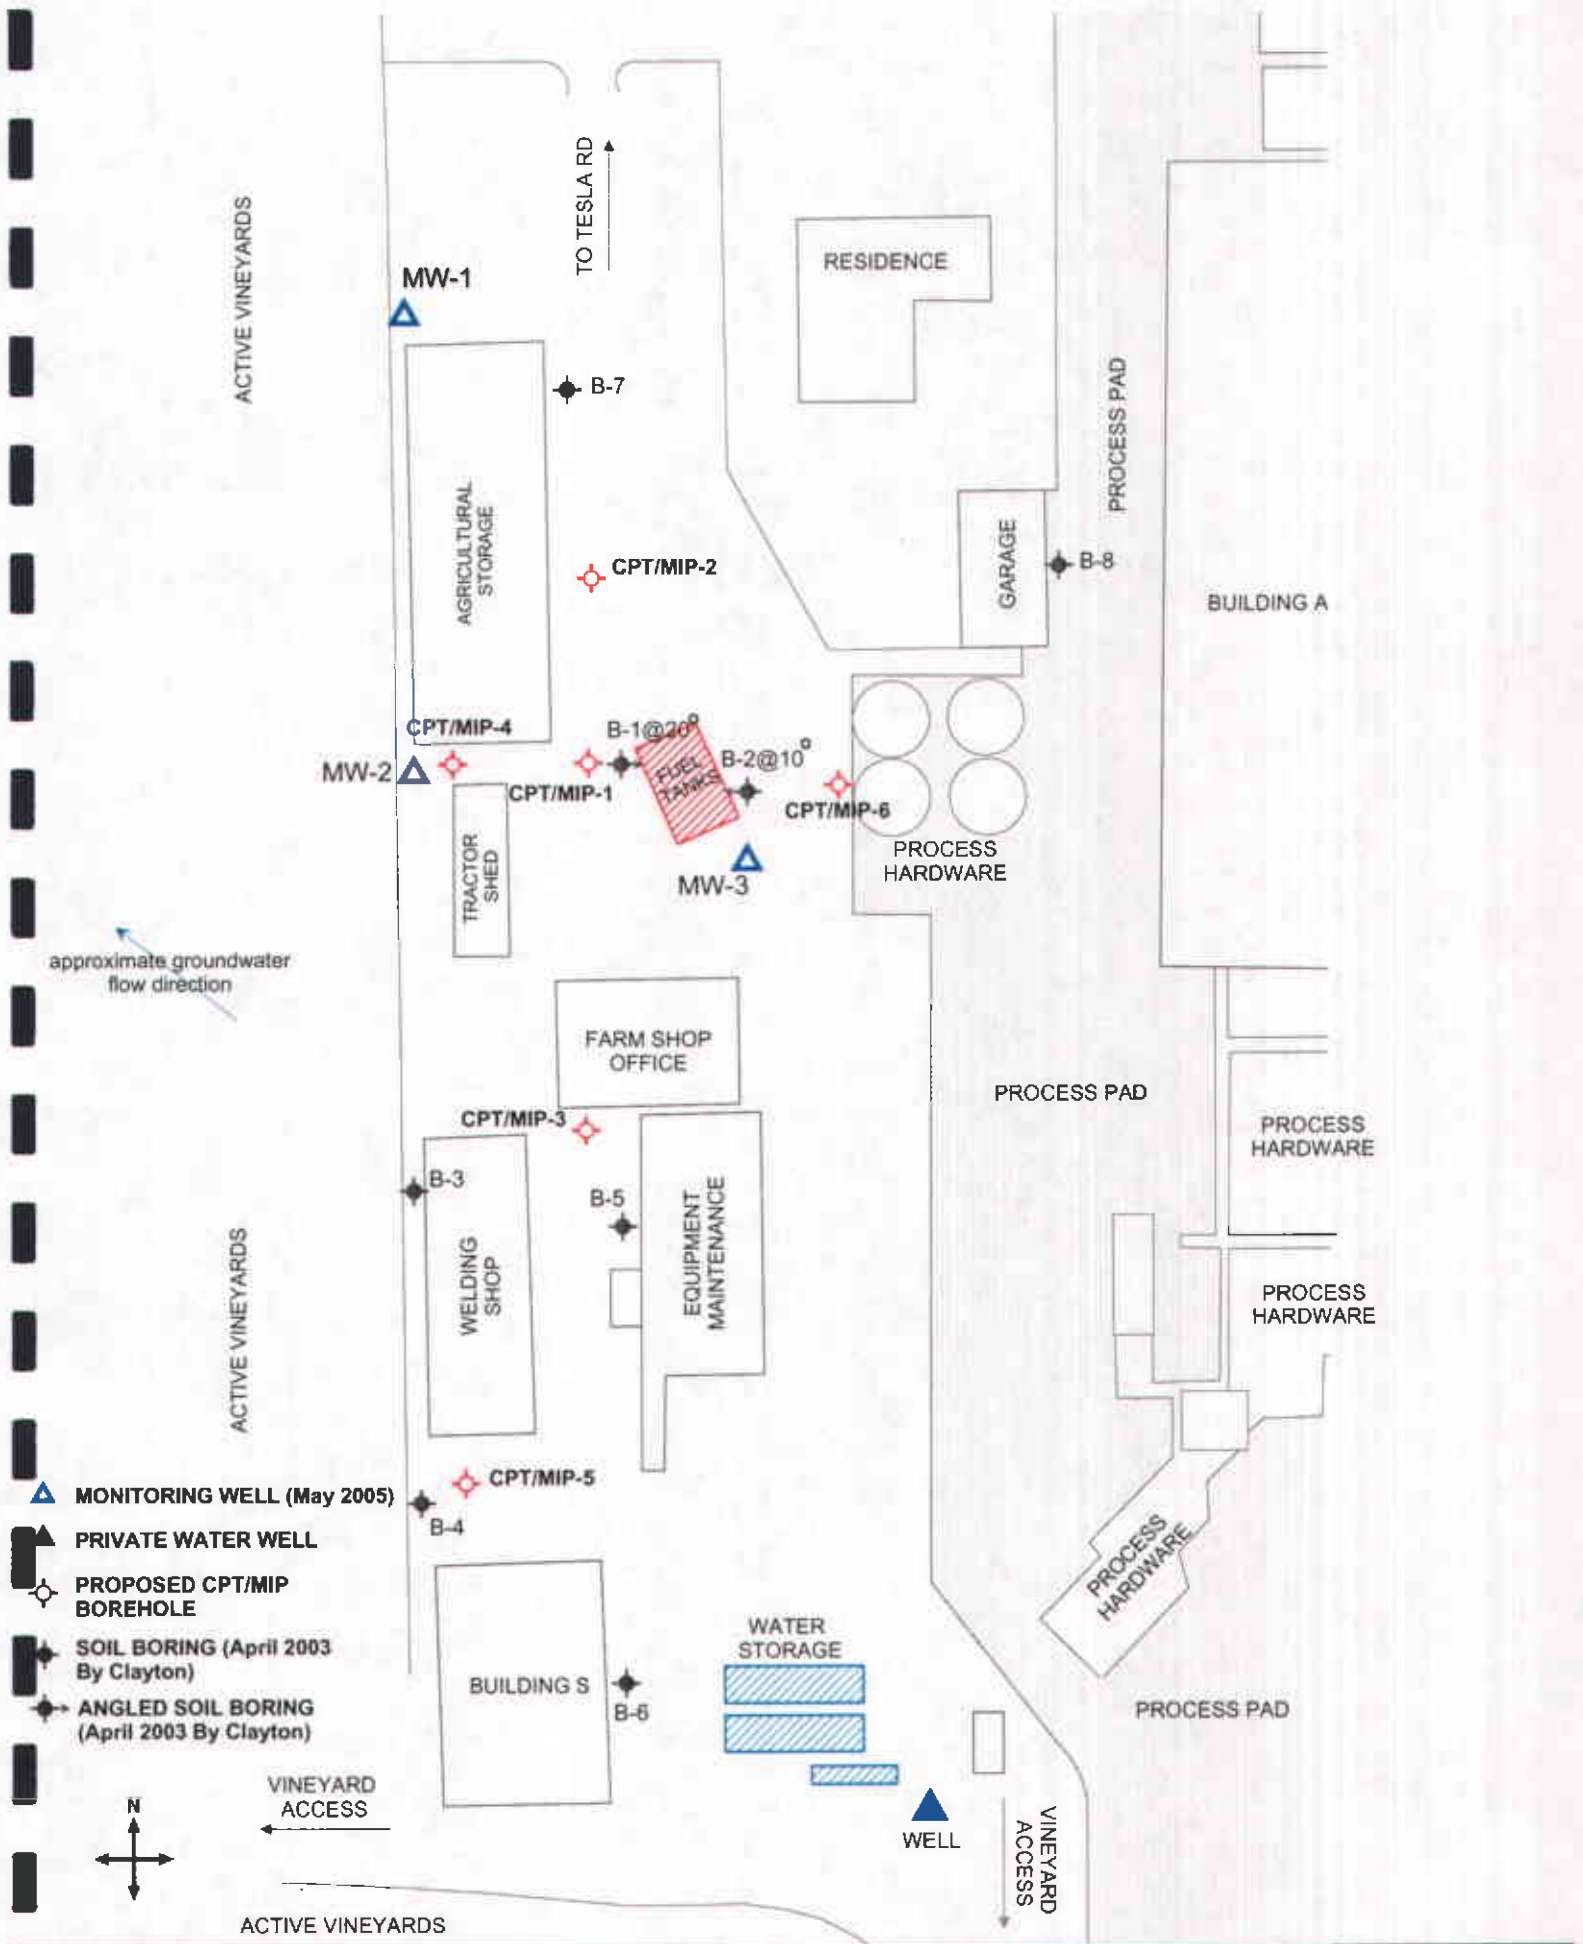 TO TESLA RD
ACTIVE VINEYARDS
MW-1
RESIDENCE
B-7
PROCESS PAD
AGRICULTURAL
STORAGE
CPT/MIP-2
GARAGE
B-8
BUILDING A
CPT/MIP-4
B-1@20°
MW-2
FUEL
TANKS
B-2@10°
CPT/MIP-1
CPT/MIP-6
PROCESS
HARDWARE
TRACTOR
SHED
MW-3
approximate groundwater
flow direction
FARM SHOP
OFFICE
PROCESS PAD
CPT/MIP-3
PROCESS
HARDWARE
B-3
B-5
WELDING
SHOP
EQUIPMENT
MAINTENANCE
ACTIVE VINEYARDS
PROCESS
HARDWARE
CPT/MIP-5
MONITORING WELL (May 2005)
B-4
PRIVATE WATER WELL
PROPOSED CPT/MIP
BOREHOLE
PROCESS
HARDWARE
SOIL BORING (April 2003
By Clayton)
WATER
STORAGE
BUILDING S
B-6
ANGLED SOIL BORING
(April 2003 By Clayton)
PROCESS PAD
VINEYARD
ACCESS
N
WELL
VINEYARD
ACCESS
ACTIVE VINEYARDS